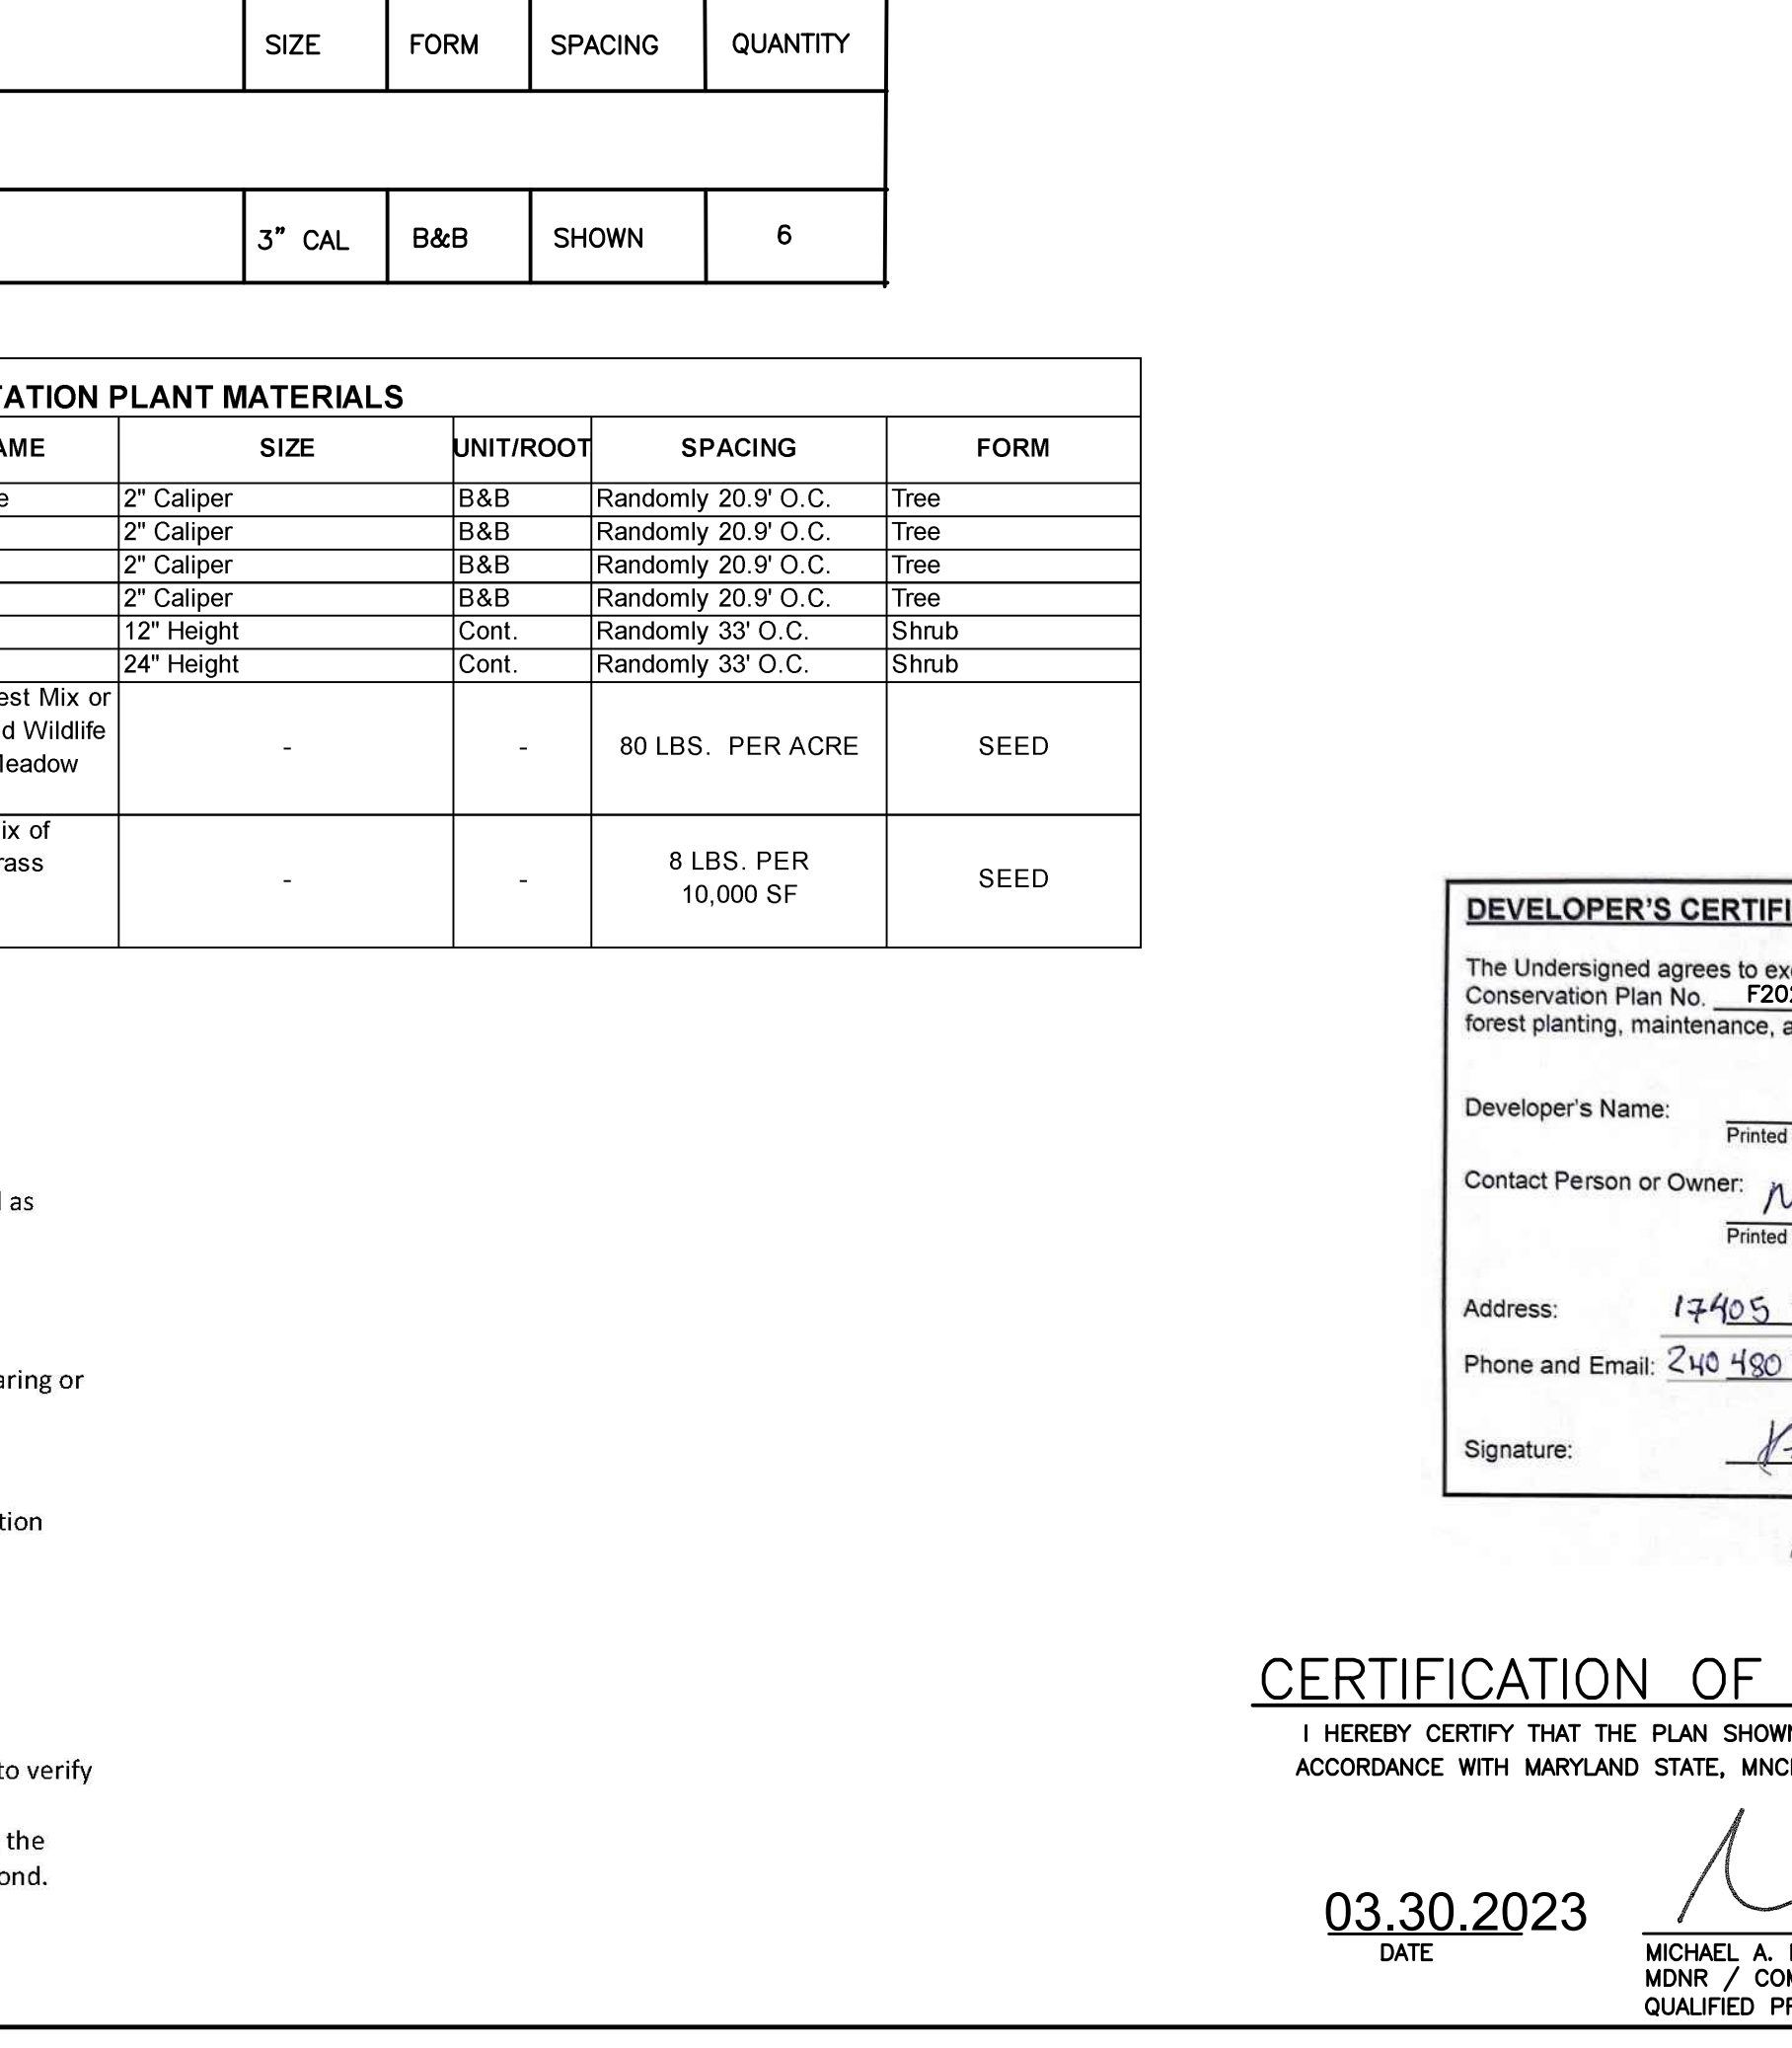 SIZE FORM SPACING QUANTITY
3" CAL B&B SHOWN 6
TATION PLANT MATERIALS
AME SIZE UNIT/ROOT SPACING FORM
e 2" Caliper B&B Randomly 20.9' O.C. Tree
2" Caliper B&B Randomly 20.9' O.C. Tree
2" Caliper B&B Randomly 20.9' O.C. Tree
2" Caliper B&B Randomly 20.9' O.C. Tree
12" Height Cont. Randomly 33' O.C. Shrub
24" Height Cont. Randomly 33' O.C. Shrub
est Mix or
d Wildlife
leadow
- - 80 LBS. PER ACRE SEED
ix of
rass
- - 8 LBS. PER
10,000 SF
SEED
as
aring or
tion
to verify
the
ond.
DEVELOPER'S CERTIFI
The Undersigned agrees to ex
Conservation Plan No. F202
forest planting, maintenance, a
Developer's Name:
Printed
Contact Person or Owner:
Printed
Address: 17405
Phone and Email: 240 480
Signature:
CERTIFICATION OF
I HEREBY CERTIFY THAT THE PLAN SHOWN
ACCORDANCE WITH MARYLAND STATE, MNC
03.30.2023
DATE
MICHAEL A.
MDNR / COM
QUALIFIED PR